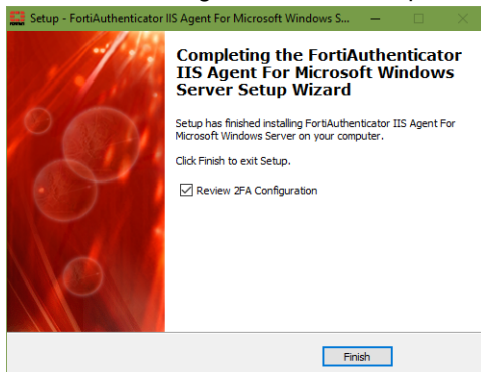 Setup - FortiAuthenticator IIS Agent For Microsoft Windows S...
Completing the FortiAuthenticator
IIS Agent For Microsoft Windows
Server Setup Wizard
Setup has finished installing FortiAuthenticator IIS Agent For
Microsoft Windows Server on your computer.
Click Finish to exit Setup.
Review 2FA Configuration
Finish